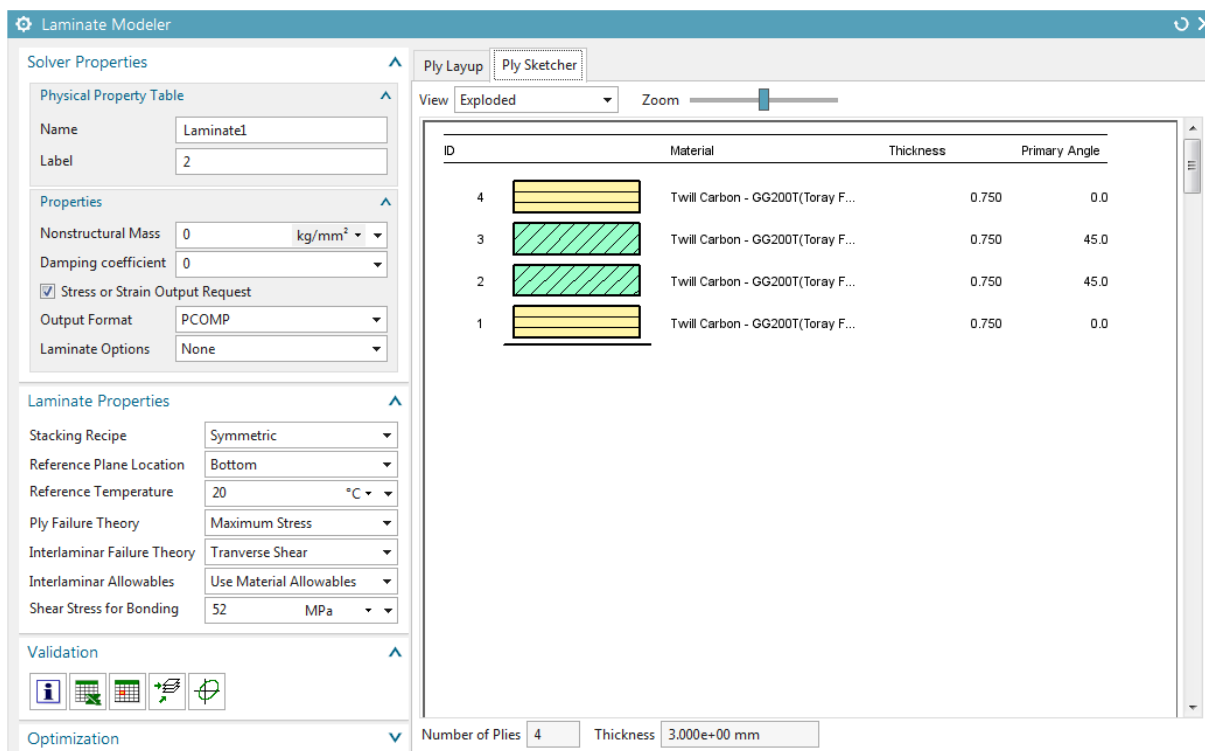 Laminate Modeler
Solver Properties
Physical Property Table
Name Laminate1
Label 2
Properties
Nonstructural Mass 0 kg/mm²
Damping coefficient 0
Stress or Strain Output Request
Output Format PCOMP
Laminate Options None
Laminate Properties
Stacking Recipe Symmetric
Reference Plane Location Bottom
Reference Temperature 20 °C
Ply Failure Theory Maximum Stress
Interlaminar Failure Theory Tranverse Shear
Interlaminar Allowables Use Material Allowables
Shear Stress for Bonding 52 MPa
Validation
Optimization
Ply Layup Ply Sketcher
View Exploded Zoom
ID Material Thickness Primary Angle
4 Twill Carbon - GG200T(Toray F... 0.750 0.0
3 Twill Carbon - GG200T(Toray F... 0.750 45.0
2 Twill Carbon - GG200T(Toray F... 0.750 45.0
1 Twill Carbon - GG200T(Toray F... 0.750 0.0
Number of Plies 4 Thickness 3.000e+00 mm